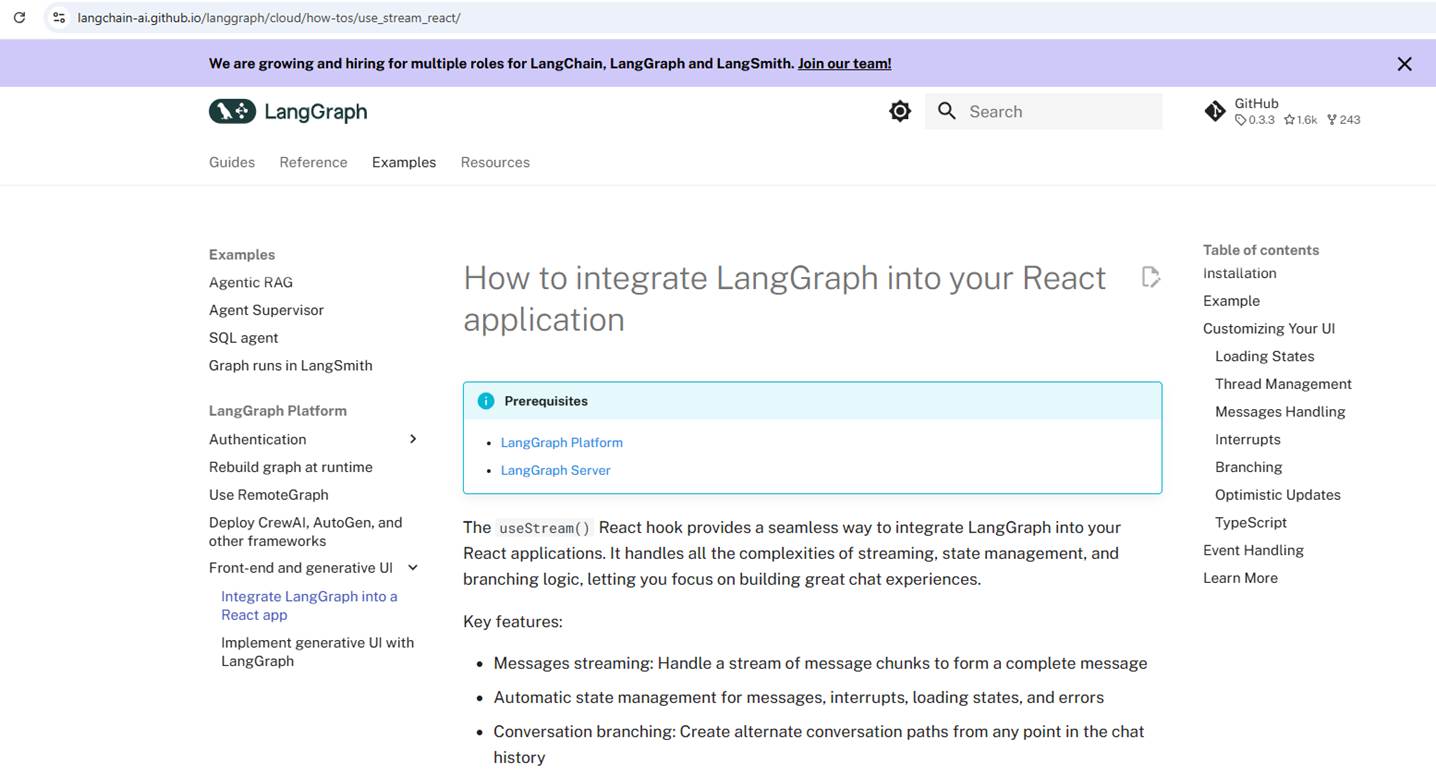 langchain-ai.github.io/langgraph/cloud/how-tos/use_stream_react/
We are growing and hiring for multiple roles for LangChain, LangGraph and LangSmith. Join our team!
LangGraph
Search
GitHub
0.3.3 1.6k 243
Guides Reference Examples Resources
Examples
Agentic RAG
Agent Supervisor
SQL agent
Graph runs in LangSmith
LangGraph Platform
Authentication
Rebuild graph at runtime
Use RemoteGraph
Deploy CrewAI, AutoGen, and
other frameworks
Front-end and generative UI
Integrate LangGraph into a
React app
Implement generative UI with
LangGraph
How to integrate LangGraph into your React
application
Prerequisites
• LangGraph Platform
• LangGraph Server
The useStream() React hook provides a seamless way to integrate LangGraph into your
React applications. It handles all the complexities of streaming, state management, and
branching logic, letting you focus on building great chat experiences.
Key features:
• Messages streaming: Handle a stream of message chunks to form a complete message
• Automatic state management for messages, interrupts, loading states, and errors
• Conversation branching: Create alternate conversation paths from any point in the chat
history
Table of contents
Installation
Example
Customizing Your UI
Loading States
Thread Management
Messages Handling
Interrupts
Branching
Optimistic Updates
TypeScript
Event Handling
Learn More